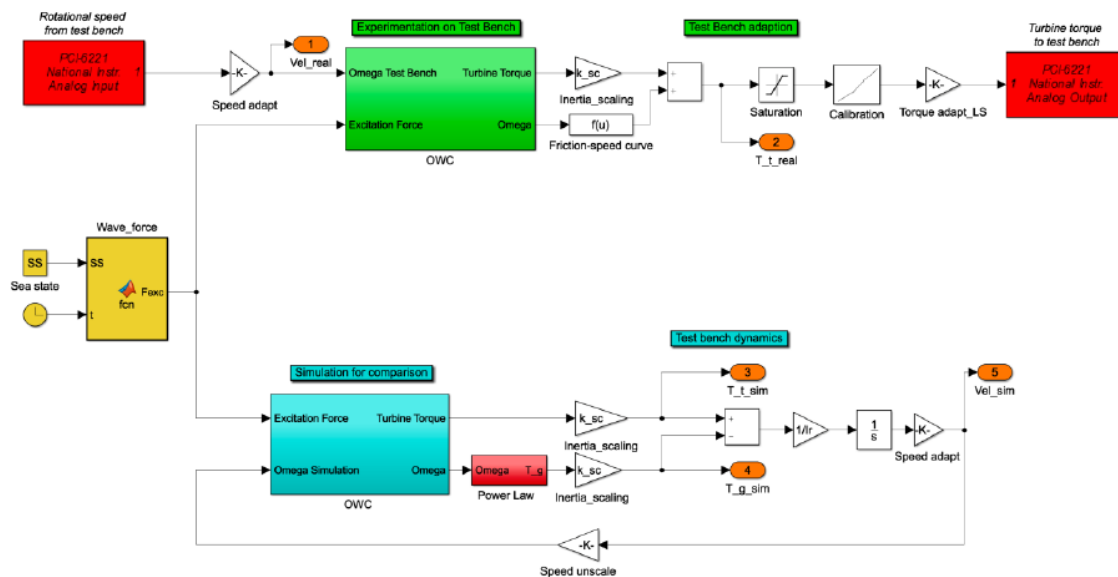 Rotational speed
from test bench
PCI-6221
National Instr.
Analog Input
1
-K-
Speed adapt
1
Vel_real
Experimentation on Test Bench
Omega Test Bench
Turbine Torque
Excitation Force
Omega
OWC
k_sc
Inertia_scaling
f(u)
Friction-speed curve
Test Bench adaption
+
+
Saturation
Calibration
-K-
Torque adapt_LS
2
T_t_real
Turbine torque
to test bench
1
PCI-6221
National Instr.
Analog Output
Wave_force
SS
Sea state
SS
t
fcn
Fexc
Simulation for comparison
Excitation Force
Turbine Torque
Omega Simulation
Omega
OWC
Omega
T_g
Power Law
k_sc
Inertia_scaling
k_sc
Inertia_scaling
Test bench dynamics
3
T_t_sim
4
T_g_sim
+
−
1/Ir
1
s
-K-
Speed adapt
5
Vel_sim
-K-
Speed unscale